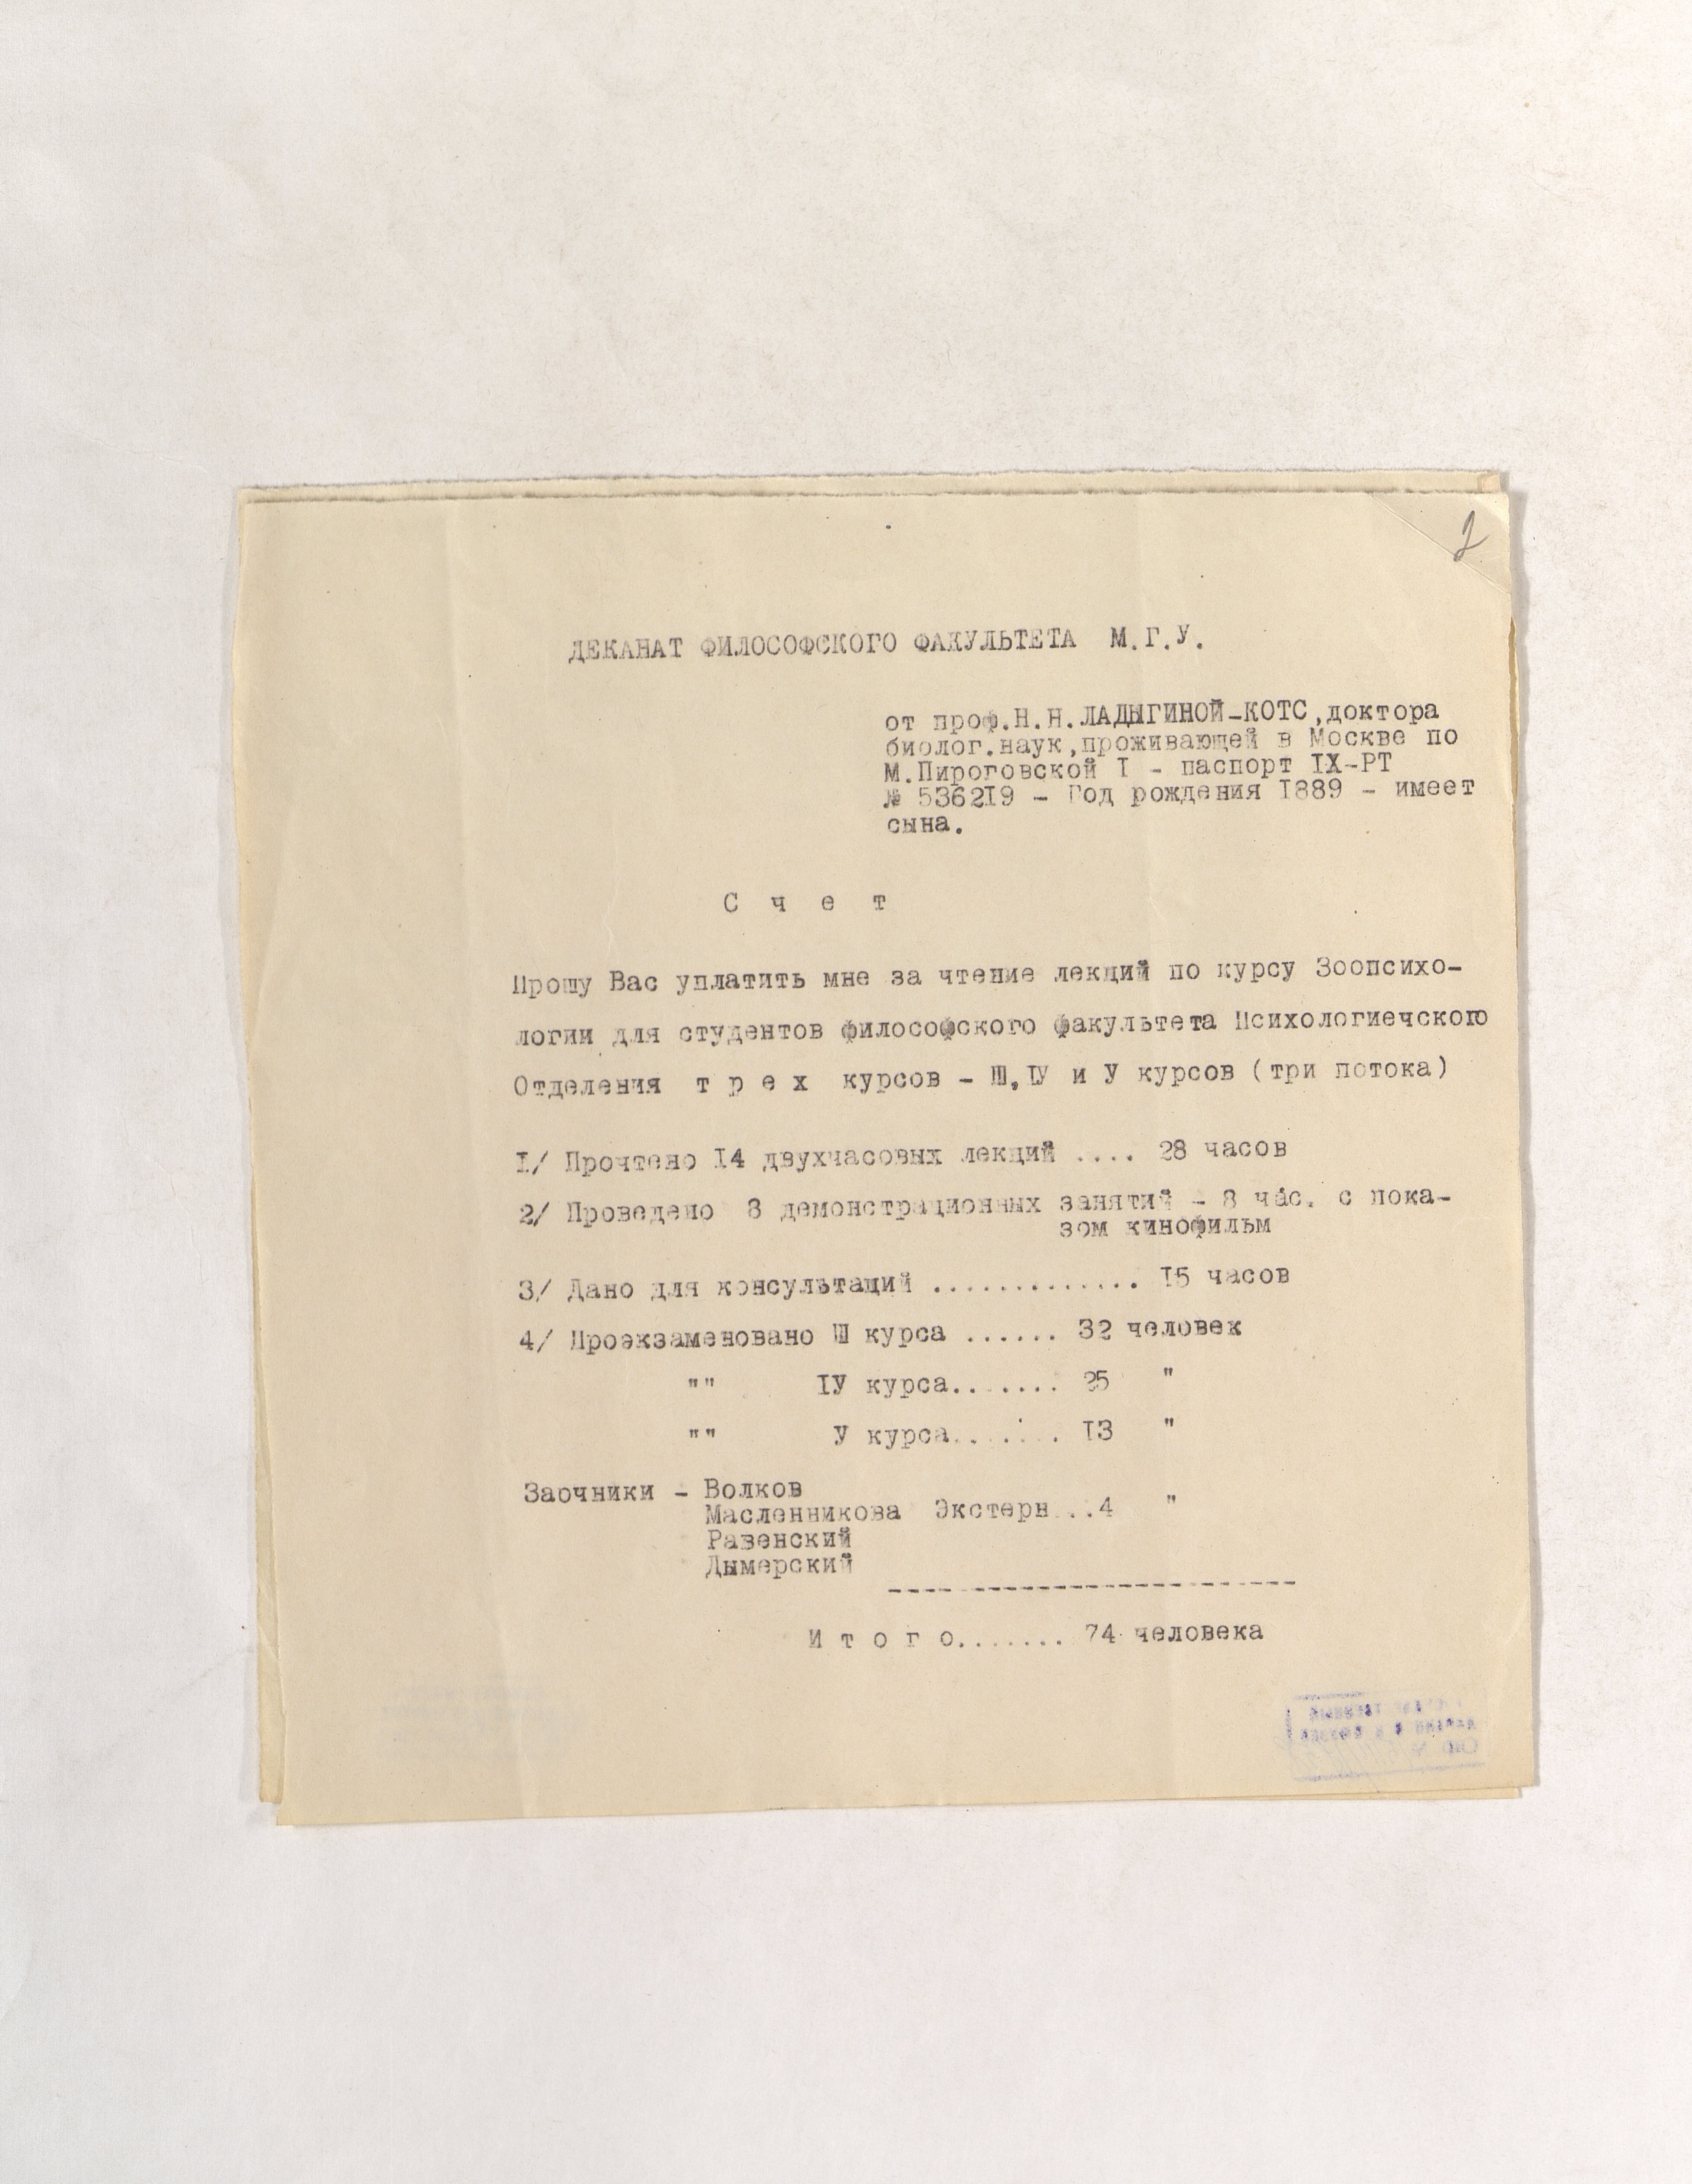 2
ДЕКАНАТ ФИЛОСОФСКОГО ФАКУЛЬТЕТА М.Г.У.
от проф.Н.Н.ЛАДЫГИНОЙ-КОТС,доктора
биолог.наук,проживающей в Москве по
М.Пироговской I - паспорт IX-РТ
№ 536219 - Год рождения 1889 - имеет
сына.
С ч е т
Прошу Вас уплатить мне за чтение лекций по курсу Зоопсихо-
логии для студентов философского факультета Психологиечского
Отделения т р е х курсов - Ш,IУ и У курсов (три потока)
I/ Прочтено I4 двухчасовых лекций .... 28 часов
2/ Проведено 8 демонстрационных занятий - 8 час. с пока-
зом кинофильм
3/ Дано для консультаций ............. I5 часов
4/ Проэкзаменовано Ш курса ...... 32 человек
"" IУ курса....... 25 "
"" У курса....... I3 "
Заочники - Волков
Масленникова Экстерн...4 "
Равенский
Дымерский
-------------------------
И т о г о....... 74 человека